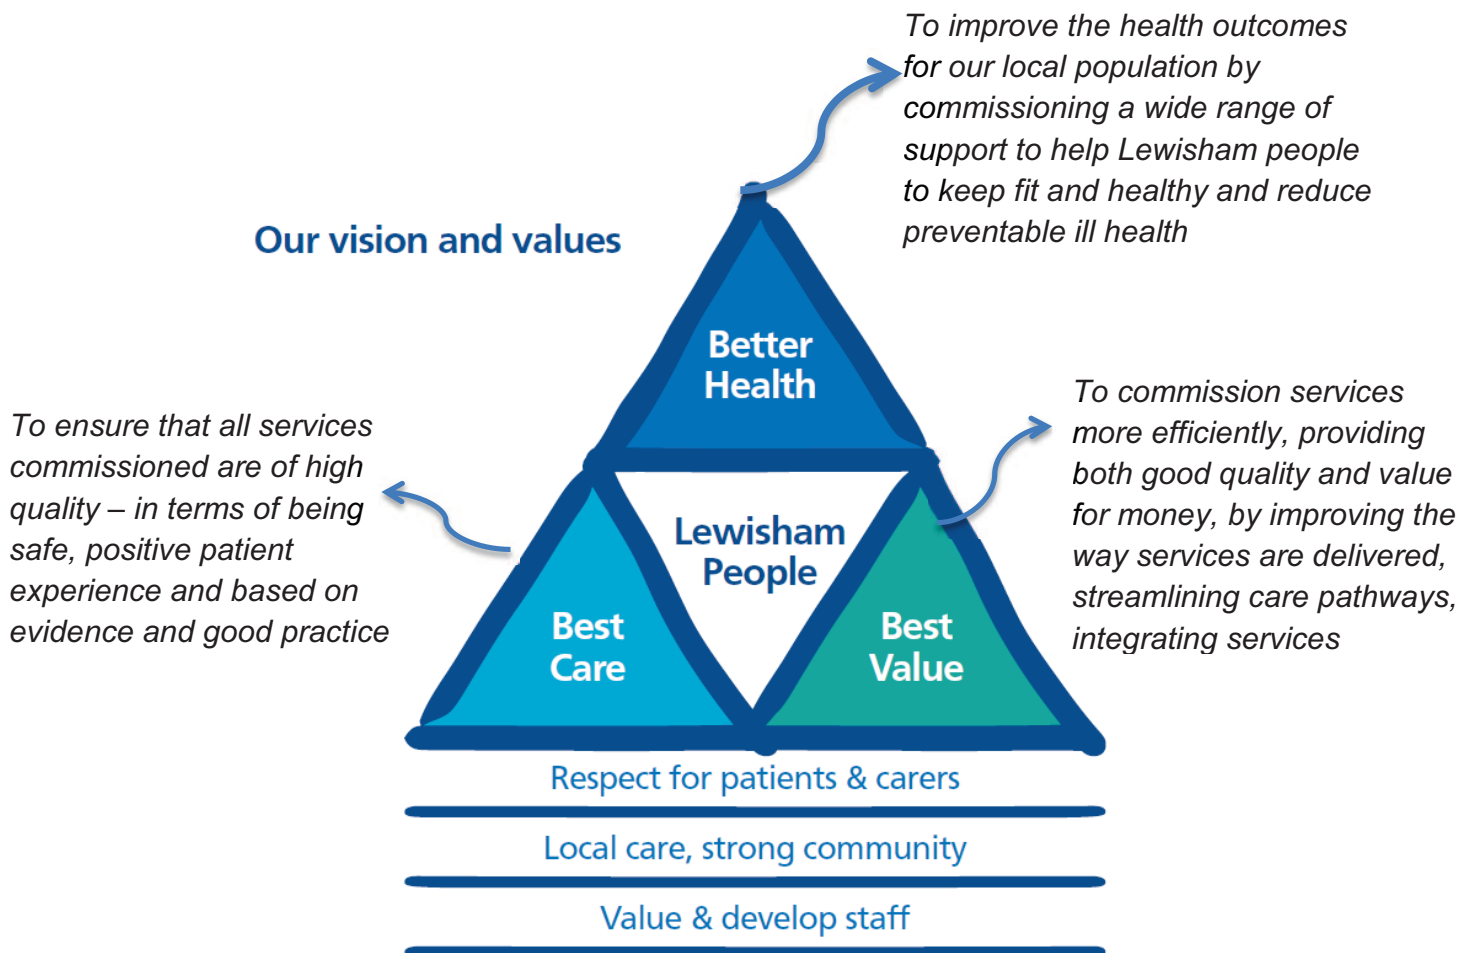 To improve the health outcomes
for our local population by
commissioning a wide range of
support to help Lewisham people
to keep fit and healthy and reduce
preventable ill health
Our vision and values
Better
Health
To commission services
more efficiently, providing
both good quality and value
for money, by improving the
way services are delivered,
streamlining care pathways,
integrating services
To ensure that all services
commissioned are of high
quality – in terms of being
safe, positive patient
experience and based on
evidence and good practice
Lewisham
People
Best
Care
Best
Value
Respect for patients & carers
Local care, strong community
Value & develop staff